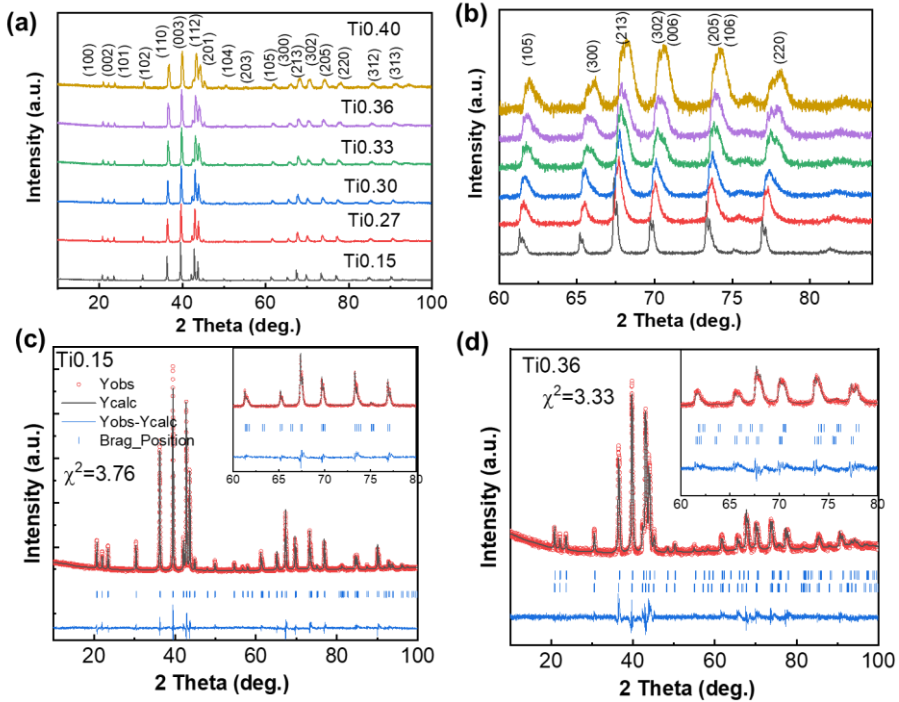 (a)
(100)
(002)
(101)
(102)
(110)
(003)
(112)
(201)
(104)
(203)
(105)
(300)
(213)
(302)
(205)
(220)
(312)
(313)
Ti0.40
Ti0.36
Ti0.33
Ti0.30
Ti0.27
Ti0.15
Intensity (a.u.)
20 40 60 80 100
2 Theta (deg.)
(b)
(105)
(300)
(213)
(302)
(006)
(205)
(106)
(220)
Intensity (a.u.)
60 65 70 75 80
2 Theta (deg.)
(c)
Ti0.15
Yobs
Ycalc
Yobs-Ycalc
Brag_Position
χ²=3.76
60 65 70 75 80
Intensity (a.u.)
20 40 60 80 100
2 Theta (deg.)
(d)
Ti0.36
χ²=3.33
60 65 70 75 80
Intensity (a.u.)
20 40 60 80 100
2 Theta (deg.)